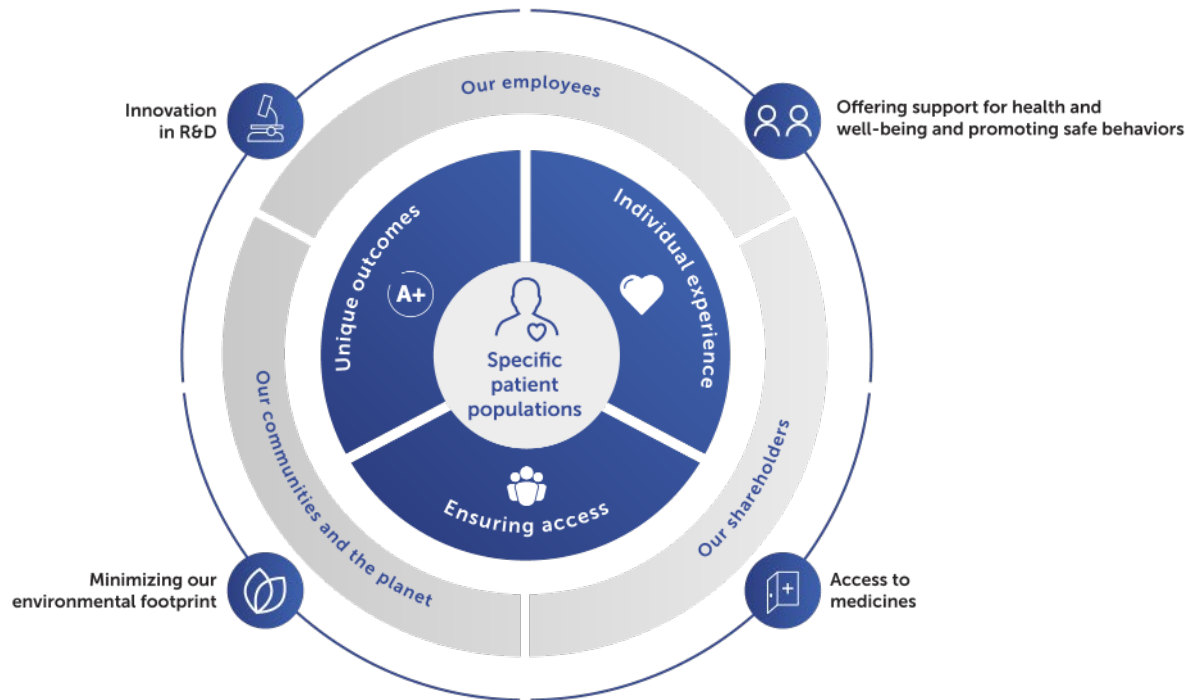 Our employees
Innovation
in R&D
Offering support for health and
well-being and promoting safe behaviors
Unique outcomes
A+
Individual experience
Specific
patient
populations
Ensuring access
Our communities and the planet
Our shareholders
Minimizing our
environmental footprint
Access to
medicines